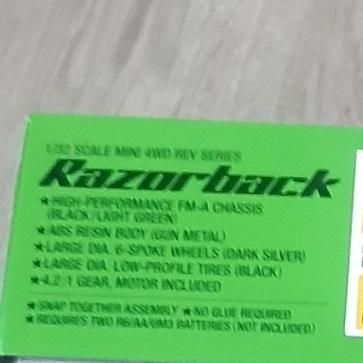 1/32 SCALE MINI 4WD REV SERIES
Razorback
★HIGH-PERFORMANCE FM-A CHASSIS
(BLACK/LIGHT GREEN)
★ABS RESIN BODY (GUN METAL)
★LARGE DIA. 6-SPOKE WHEELS (DARK SILVER)
★LARGE DIA. LOW-PROFILE TIRES (BLACK)
★4.2:1 GEAR, MOTOR INCLUDED
★SNAP TOGETHER ASSEMBLY ★NO GLUE REQUIRED
★REQUIRES TWO R6/AA/UM3 BATTERIES (NOT INCLUDED)